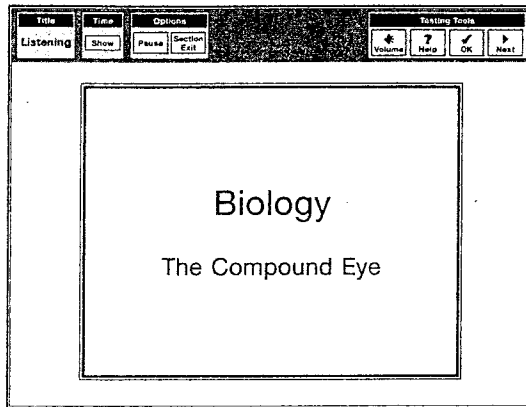 Title Time Options Testing Tools
Listening Show Pause Section Exit Volume Help OK Next
Biology
The Compound Eye